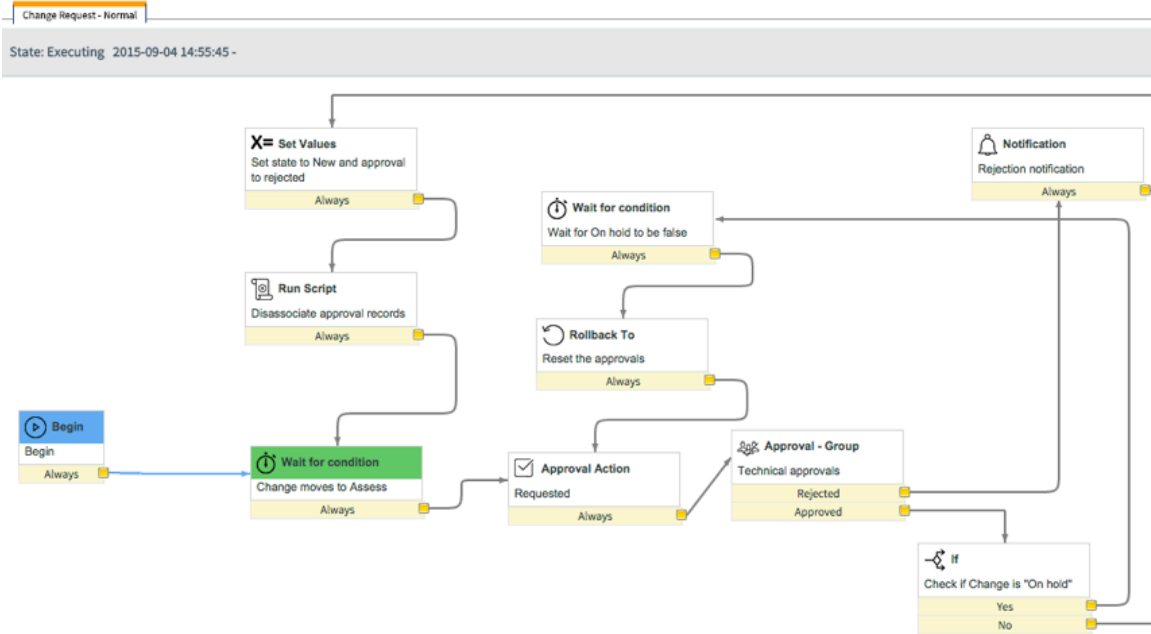 Change Request - Normal
State: Executing 2015-09-04 14:55:45 -
X= Set Values
Set state to New and approval
to rejected
Always
Run Script
Disassociate approval records
Always
Begin
Begin
Always
Wait for condition
Change moves to Assess
Always
Wait for condition
Wait for On hold to be false
Always
Rollback To
Reset the approvals
Always
Approval Action
Requested
Always
Approval - Group
Technical approvals
Rejected
Approved
Notification
Rejection notification
Always
If
Check if Change is "On hold"
Yes
No